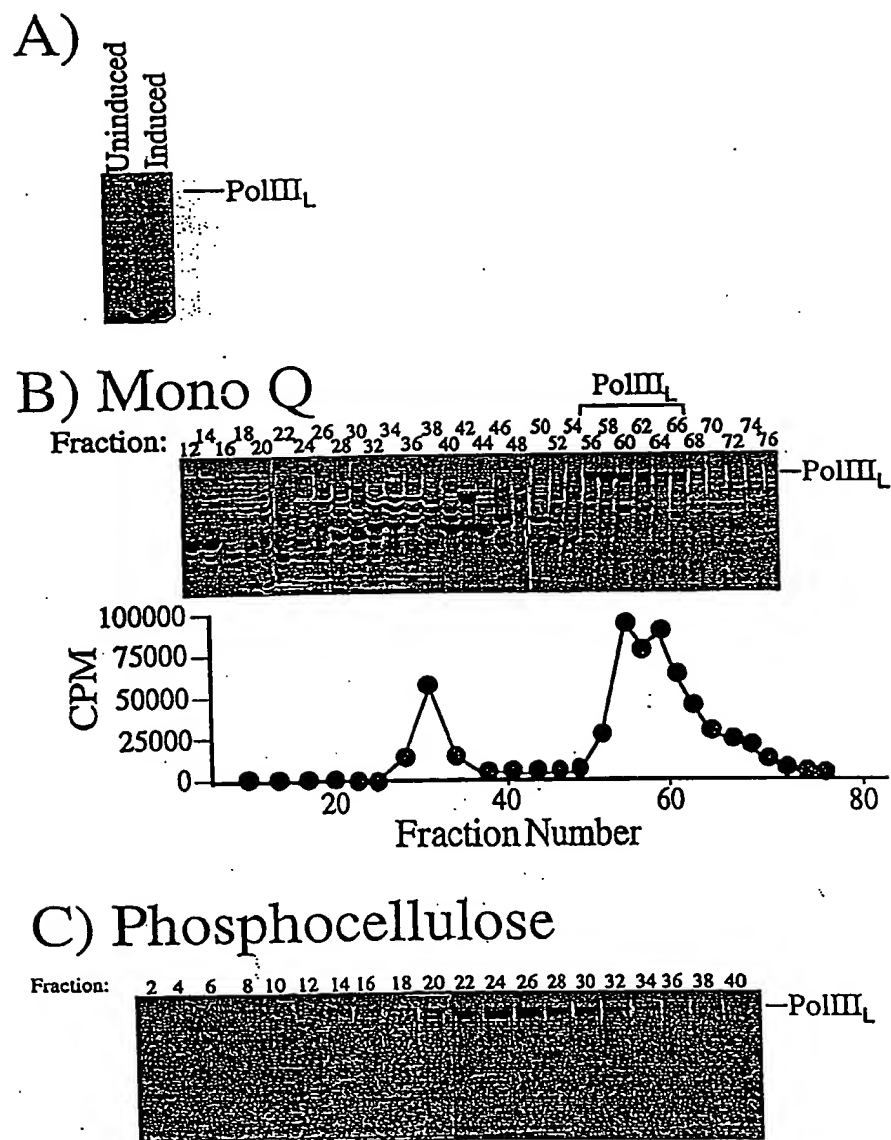 A)
Uninduced
Induced
PolIII_L
B) Mono Q
PolIII_L
Fraction: 12 14 16 18 20 22 24 26 28 30 32 34 36 38 40 42 44 46 48 50 52 54 56 58 60 62 64 66 68 70 72 74 76
PolIII_L
100000
75000
50000
25000
0
CPM
20 40 60 80
Fraction Number
C) Phosphocellulose
Fraction: 2 4 6 8 10 12 14 16 18 20 22 24 26 28 30 32 34 36 38 40
PolIII_L